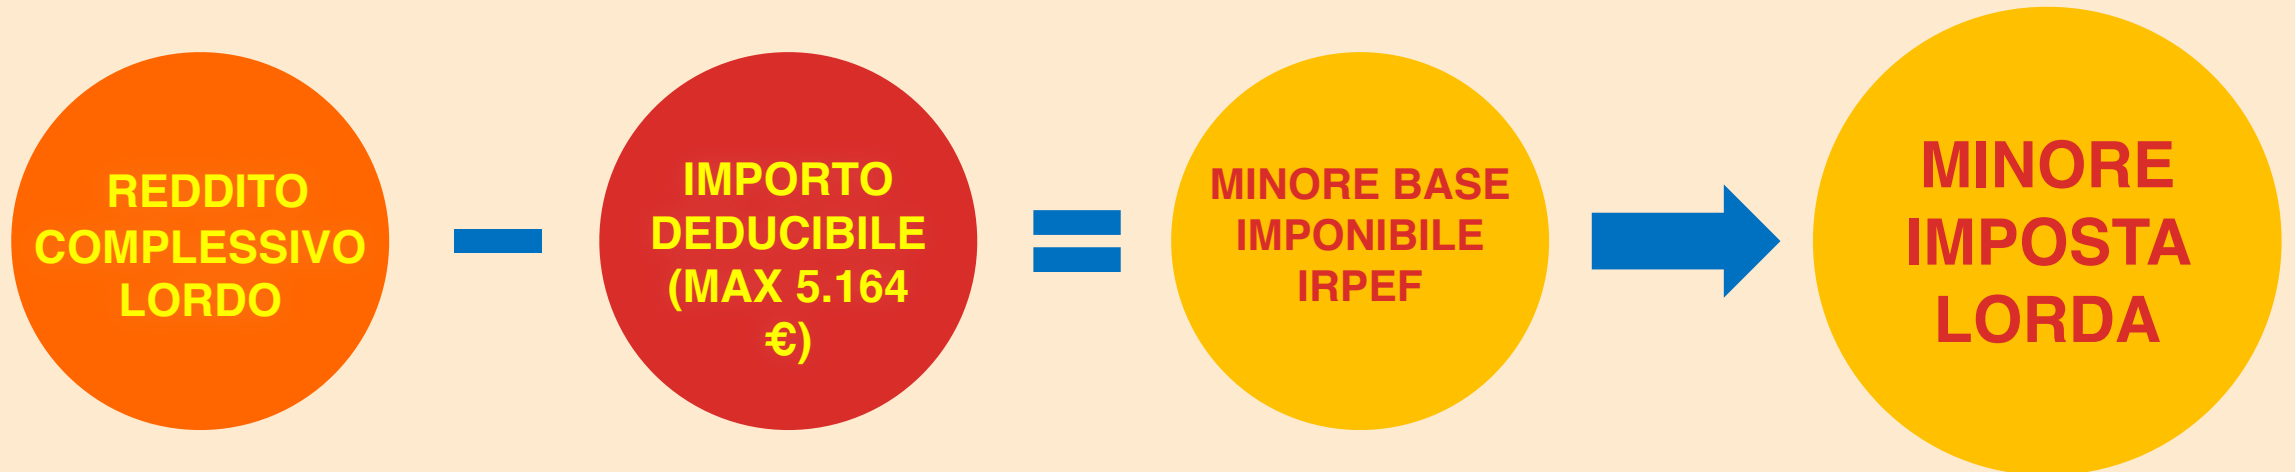 REDDITO
COMPLESSIVO
LORDO
IMPORTO
DEDUCIBILE
(MAX 5.164
€)
MINORE BASE
IMPONIBILE
IRPEF
MINORE
IMPOSTA
LORDA